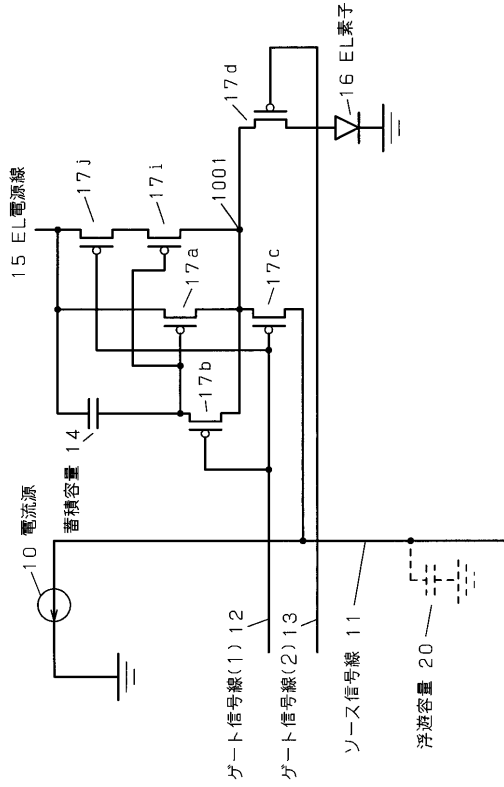 10 電流源
蓄積容量 14
15 EL電源線
17j
17i
17a
17b
1001
17c
17d
16 EL素子
ゲート信号線(1) 12
ゲート信号線(2) 13
ソース信号線 11
浮遊容量 20